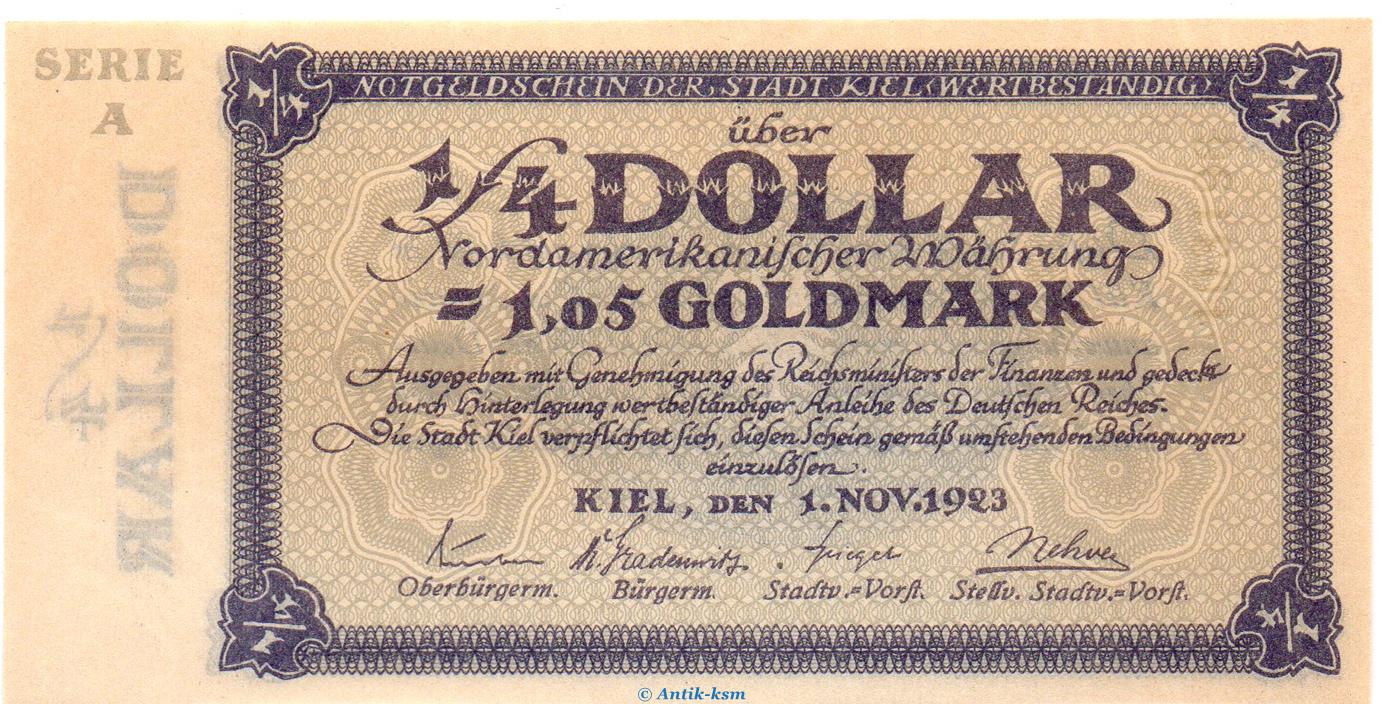 SERIE
A
1/4 DOLLAR
1/4
1/4
NOTGELDSCHEIN DER STADT KIEL, WERTBESTÄNDIG
über
1/4 DOLLAR
Nordamerikaniſcher Währung
= 1,05 GOLDMARK
Ausgegeben mit Genehmigung des Reichsminiſters der Finanzen und gedeckt
durch Hinterlegung wertbeſtändiger Anleihe des Deutſchen Reiches.
Die Stadt Kiel verpflichtet ſich, dieſen Schein gemäß umſtehenden Bedingungen
einzulöſen.
KIEL, DEN 1. NOV. 1923
Oberbürgerm. Bürgerm. Stadtv.=Vorſt. Stellv. Stadtv.=Vorſt.
1/4
1/4
© Antik-ksm